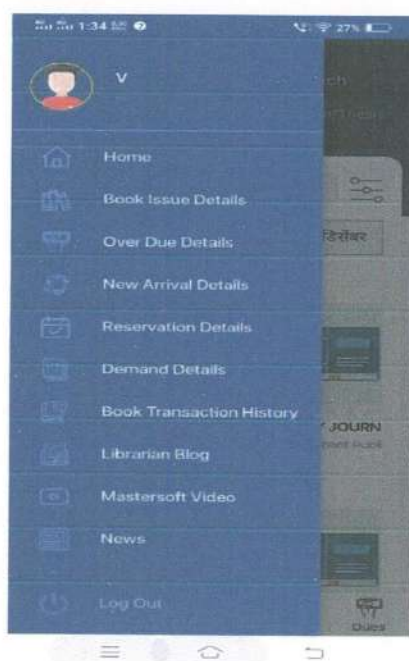 1:34 27%
V
Home
Book Issue Details
Over Due Details
New Arrival Details
Reservation Details
Demand Details
Book Transaction History
Librarian Blog
Mastersoft Video
News
Log Out
डिसेंबर
JOURN
Dues